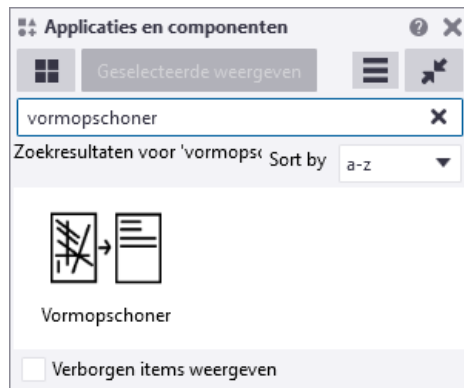 Applicaties en componenten
Geselecteerde weergeven
vormopschoner
Zoekresultaten voor 'vormopsc Sort by a-z
Vormopschoner
Verborgen items weergeven